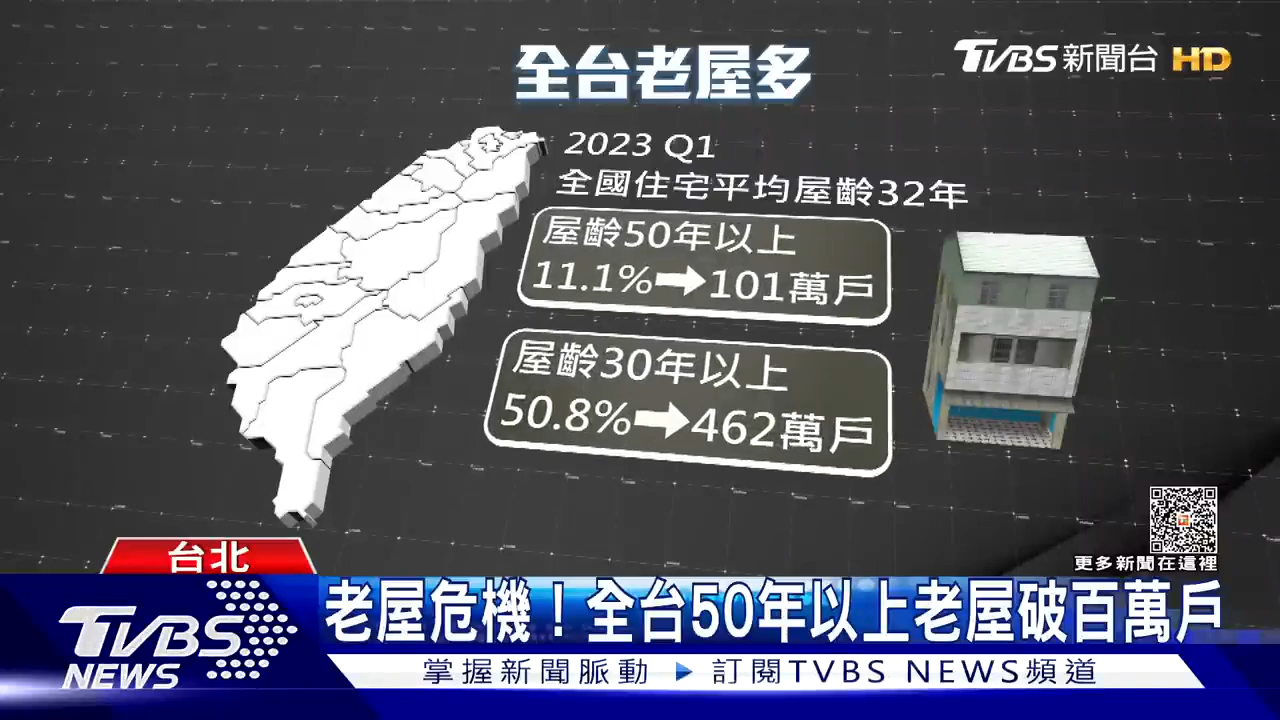 全台老屋多
TVBS新聞台 HD
2023 Q1
全國住宅平均屋齡32年
屋齡50年以上
11.1%➡101萬戶
屋齡30年以上
50.8%➡462萬戶
更多新聞在這裡
台北
老屋危機！全台50年以上老屋破百萬戶
TVBS
NEWS
掌握新聞脈動 ▶ 訂閱TVBS NEWS頻道